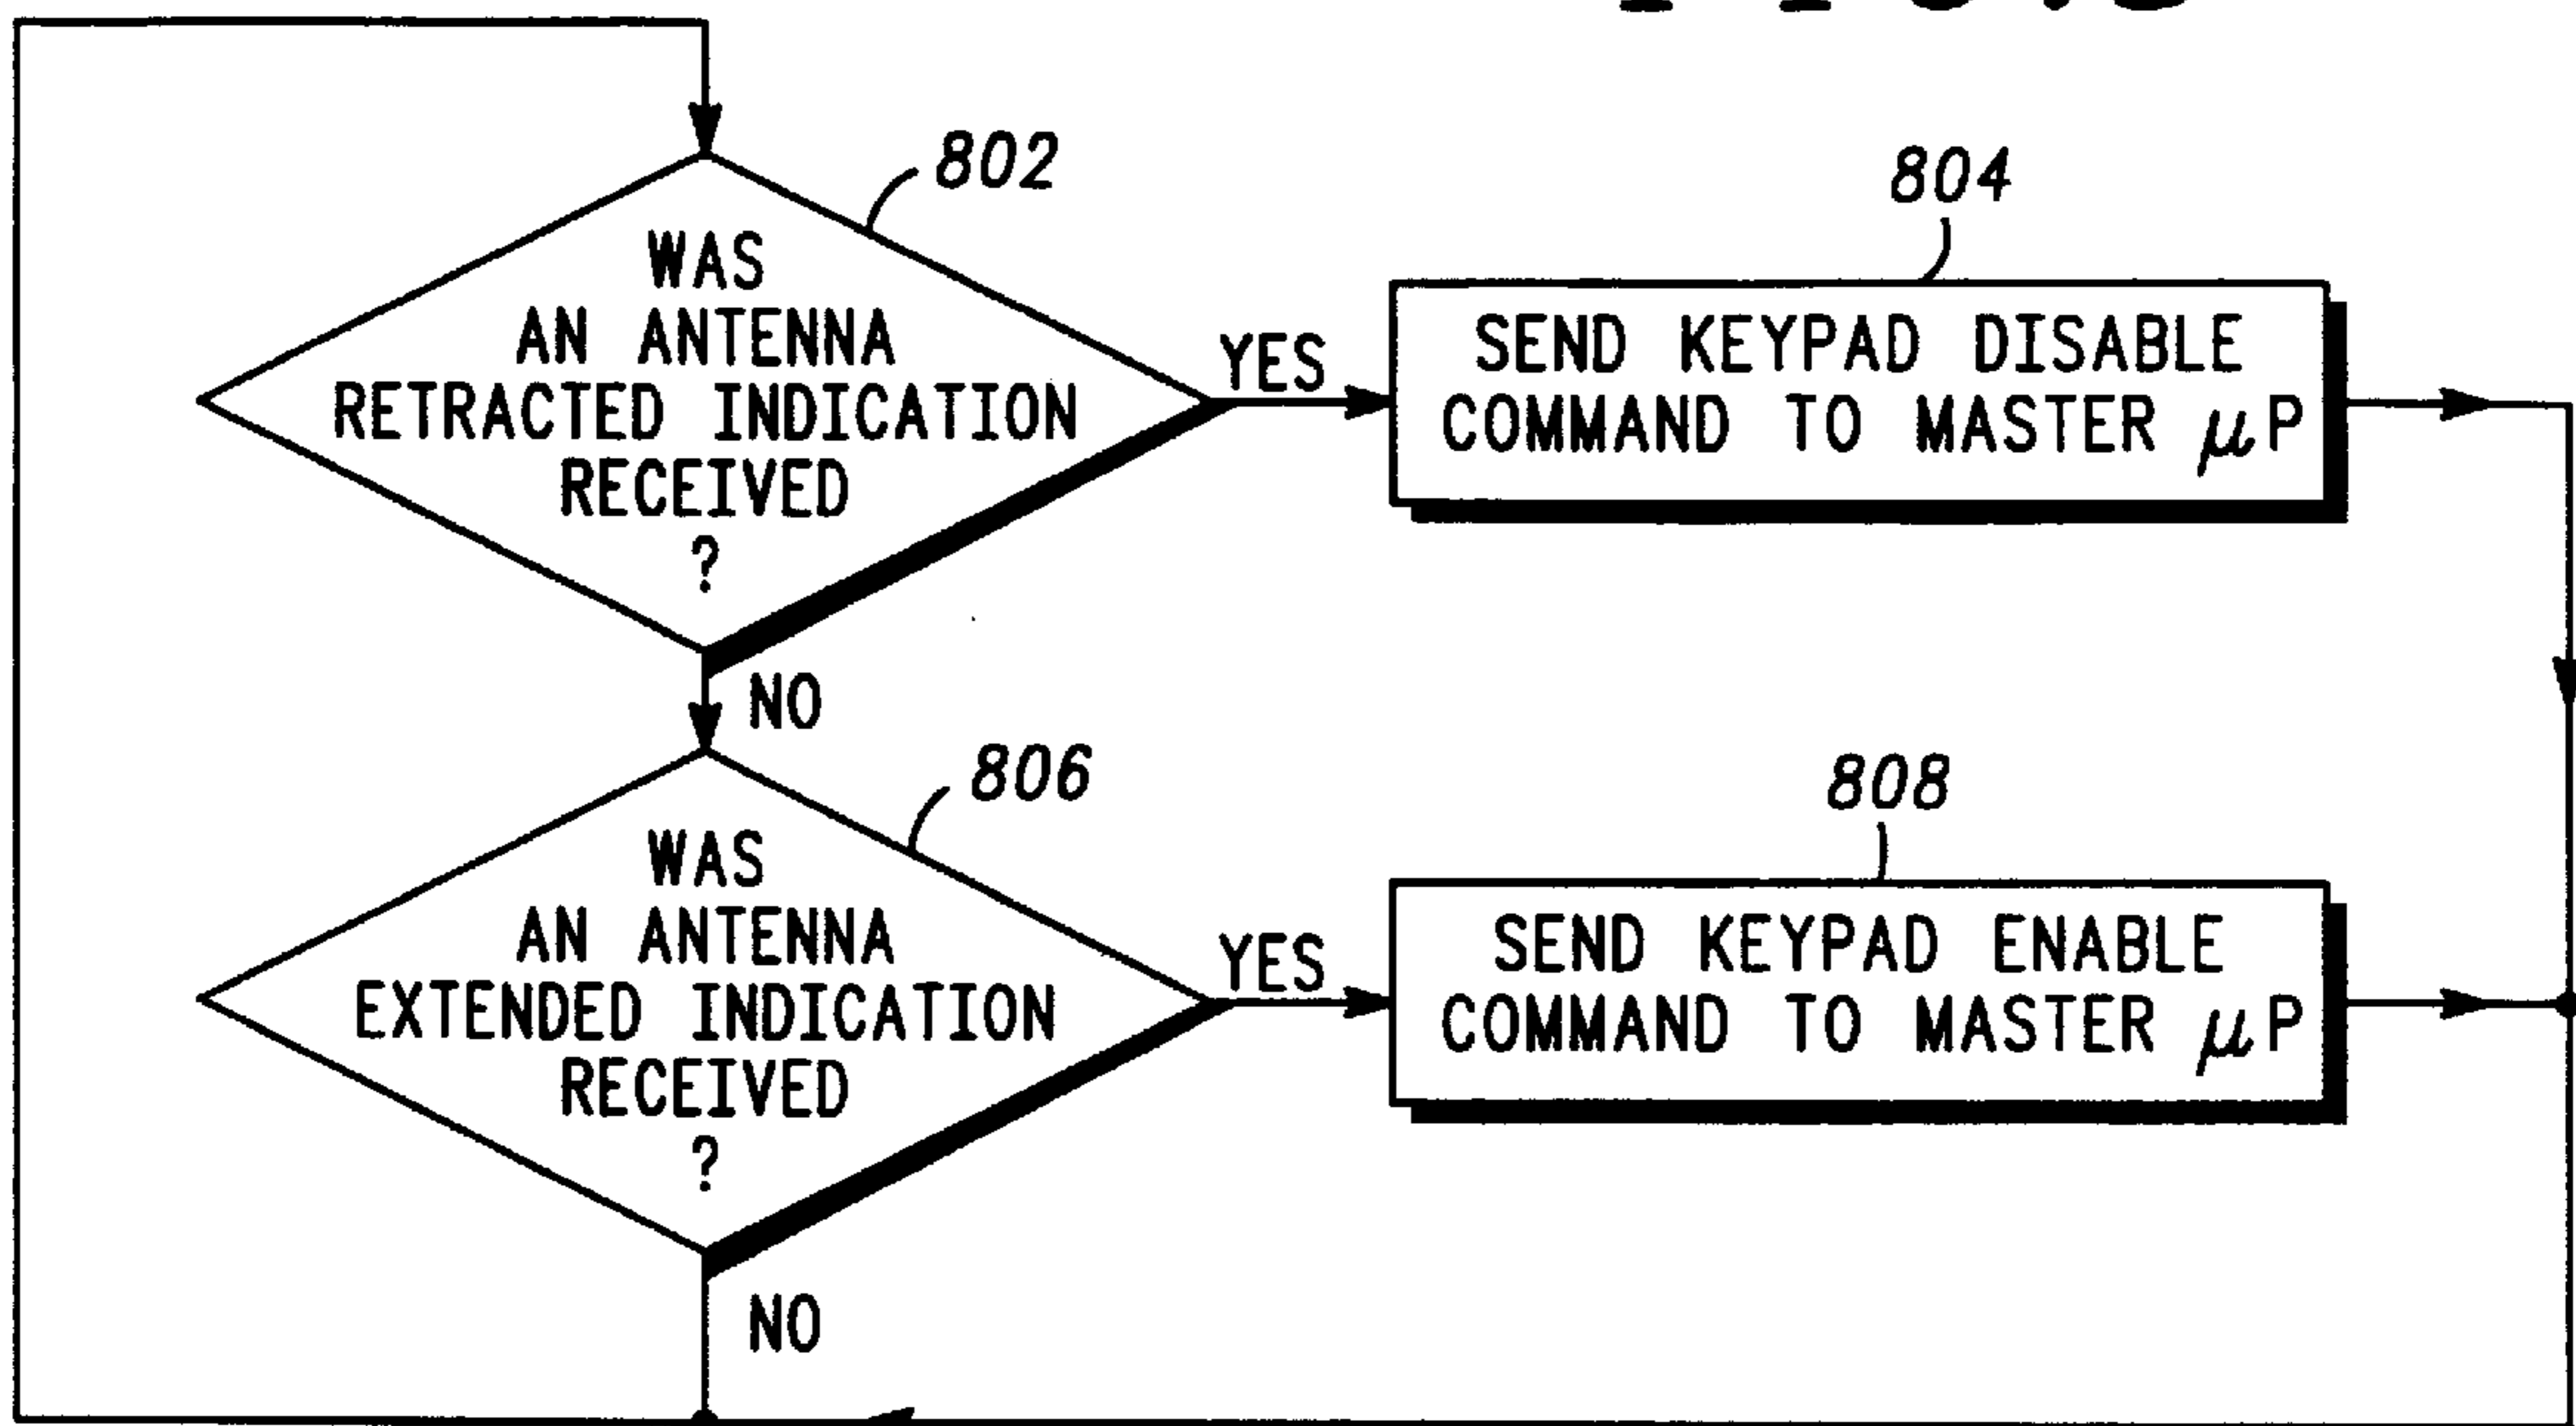 802
WAS
AN ANTENNA
RETRACTED INDICATION
RECEIVED
?
YES
NO
804
SEND KEYPAD DISABLE
COMMAND TO MASTER μP
806
WAS
AN ANTENNA
EXTENDED INDICATION
RECEIVED
?
YES
NO
808
SEND KEYPAD ENABLE
COMMAND TO MASTER μP